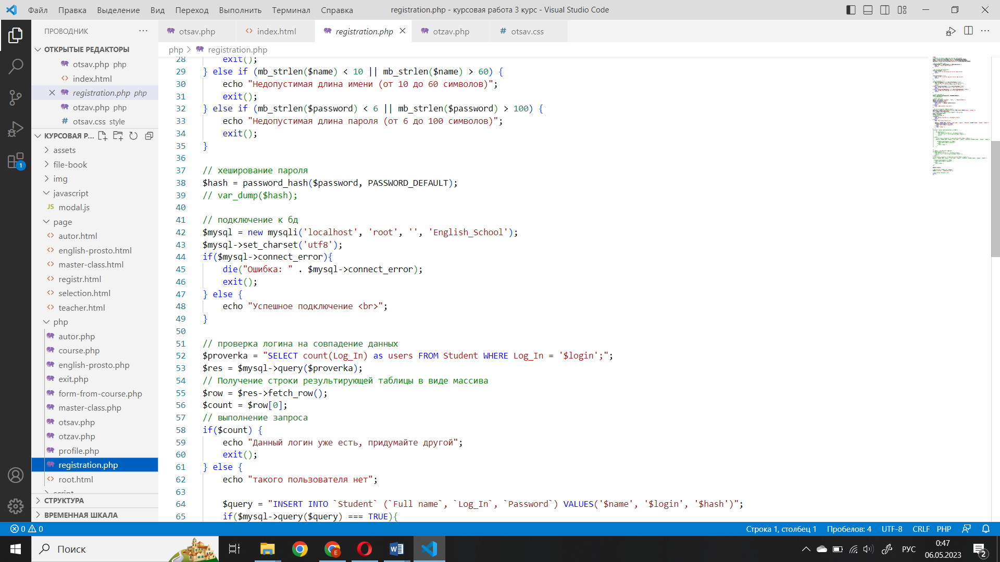 Файл Правка Выделение Вид Переход Выполнить Терминал Справка registration.php - курсовая работа 3 курс - Visual Studio Code
ПРОВОДНИК ···
otsav.php index.html registration.php otzav.php otsav.css
php > registration.php
ОТКРЫТЫЕ РЕДАКТОРЫ
otsav.php php
index.html
registration.php php
otzav.php php
otsav.css style
КУРСОВАЯ Р...
assets
file-book
img
javascript
JS modal.js
page
autor.html
english-prosto.html
master-class.html
registr.html
selection.html
teacher.html
php
autor.php
course.php
english-prosto.php
exit.php
form-from-course.php
master-class.php
otsav.php
otzav.php
profile.php
registration.php
root.html
script
СТРУКТУРА
ВРЕМЕННАЯ ШКАЛА
1
28 exit();
29 } else if (mb_strlen($name) < 10 || mb_strlen($name) > 60) {
30 echo "Недопустимая длина имени (от 10 до 60 символов)";
31 exit();
32 } else if (mb_strlen($password) < 6 || mb_strlen($password) > 100) {
33 echo "Недопустимая длина пароля (от 6 до 100 символов)";
34 exit();
35 }
36
37 // хеширование пароля
38 $hash = password_hash($password, PASSWORD_DEFAULT);
39 // var_dump($hash);
40
41 // подключение к бд
42 $mysql = new mysqli('localhost', 'root', '', 'English_School');
43 $mysql->set_charset('utf8');
44 if($mysql->connect_error){
45 die("Ошибка: " . $mysql->connect_error);
46 exit();
47 } else {
48 echo "Успешное подключение <br>";
49 }
50
51 // проверка логина на совпадение данных
52 $proverka = "SELECT count(Log_In) as users FROM Student WHERE Log_In = '$login';";
53 $res = $mysql->query($proverka);
54 // Получение строки результирующей таблицы в виде массива
55 $row = $res->fetch_row();
56 $count = $row[0];
57 // выполнение запроса
58 if($count) {
59 echo "Данный логин уже есть, придумайте другой";
60 exit();
61 } else {
62 echo "такого пользователя нет";
63
64 $query = "INSERT INTO `Student` (`Full name`, `Log_In`, `Password`) VALUES('$name', '$login', '$hash')";
65 if($mysql->query($query) === TRUE){
0 0 Строка 1, столбец 1 Пробелов: 4 UTF-8 CRLF PHP
Поиск РУС 0:47
06.05.2023 2